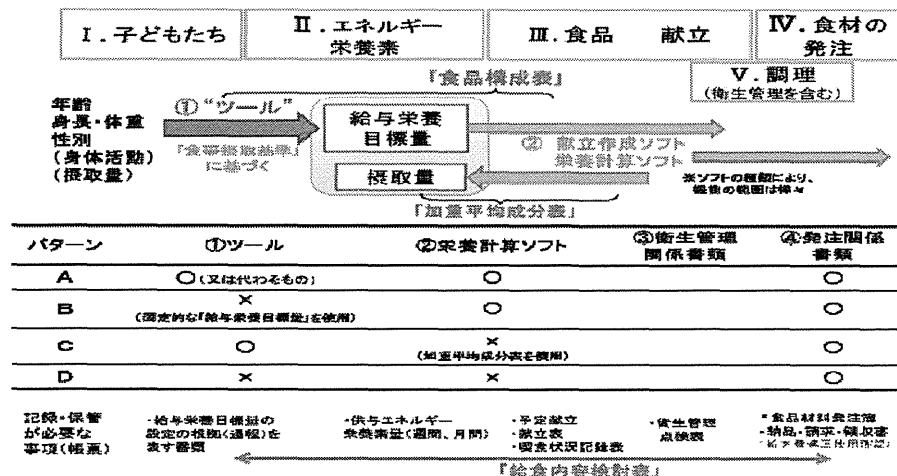 Ⅰ.子どもたち
Ⅱ.エネルギー
栄養素
Ⅲ.食品 献立
Ⅳ.食材の
発注
Ⅴ.調理
(衛生管理を含む)
「食品構成表」
年齢
身長・体重
性別
(身体活動)
(摂取量)
①“ツール”
「食事摂取基準」
に基づく
給与栄養
目標量
摂取量
② 献立作成ソフト
栄養計算ソフト
※ソフトの種類により、
機能の範囲は様々
「加重平均成分表」
パターン ①ツール ②栄養計算ソフト ③衛生管理
関係書類 ④発注関係
書類
A ○(又は代わるもの) ○ ○
B ×
(固定的な「給与栄養目標量」を使用) ○ ○
C ○ ×
(加重平均成分表を使用) ○
D × × ○
記録・保管
が必要な
事項(帳票)
・給与栄養目標量の
設定の根拠(過程)を
表す書類
・供与エネルギー
栄養素量(週間、月間)
・予定献立
・献立表
・喫食状況記録表
・衛生管理
点検表
・食品材料発注簿
・納品・請求・領収書
「給食内容検討表」